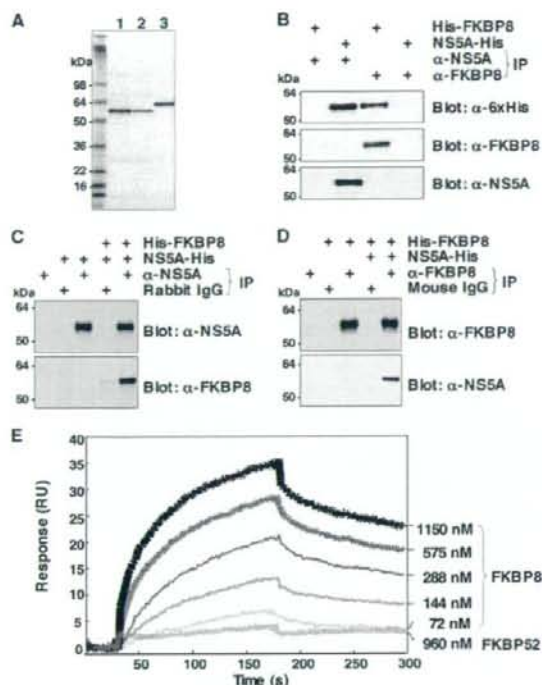 A
1 2 3
kDa
98
64
50
36
22
16
B
+ + His-FKBP8
+ + NS5A-His
+ + α-NS5A
+ + α-FKBP8
IP
64
50
Blot: α-6xHis
Blot: α-FKBP8
64
50
Blot: α-NS5A
C
+ + His-FKBP8
+ + + + NS5A-His
+ + + α-NS5A
+ + Rabbit IgG
IP
kDa
64
50
Blot: α-NS5A
64
50
Blot: α-FKBP8
D
+ + + + His-FKBP8
+ + NS5A-His
+ + + α-FKBP8
+ + Mouse IgG
IP
kDa
64
50
Blot: α-FKBP8
64
50
Blot: α-NS5A
E
Response (RU)
40
35
30
25
20
15
10
5
0
50 100 150 200 250 300
Time (s)
1150 nM
575 nM
288 nM
144 nM
72 nM
FKBP8
960 nM FKBP52